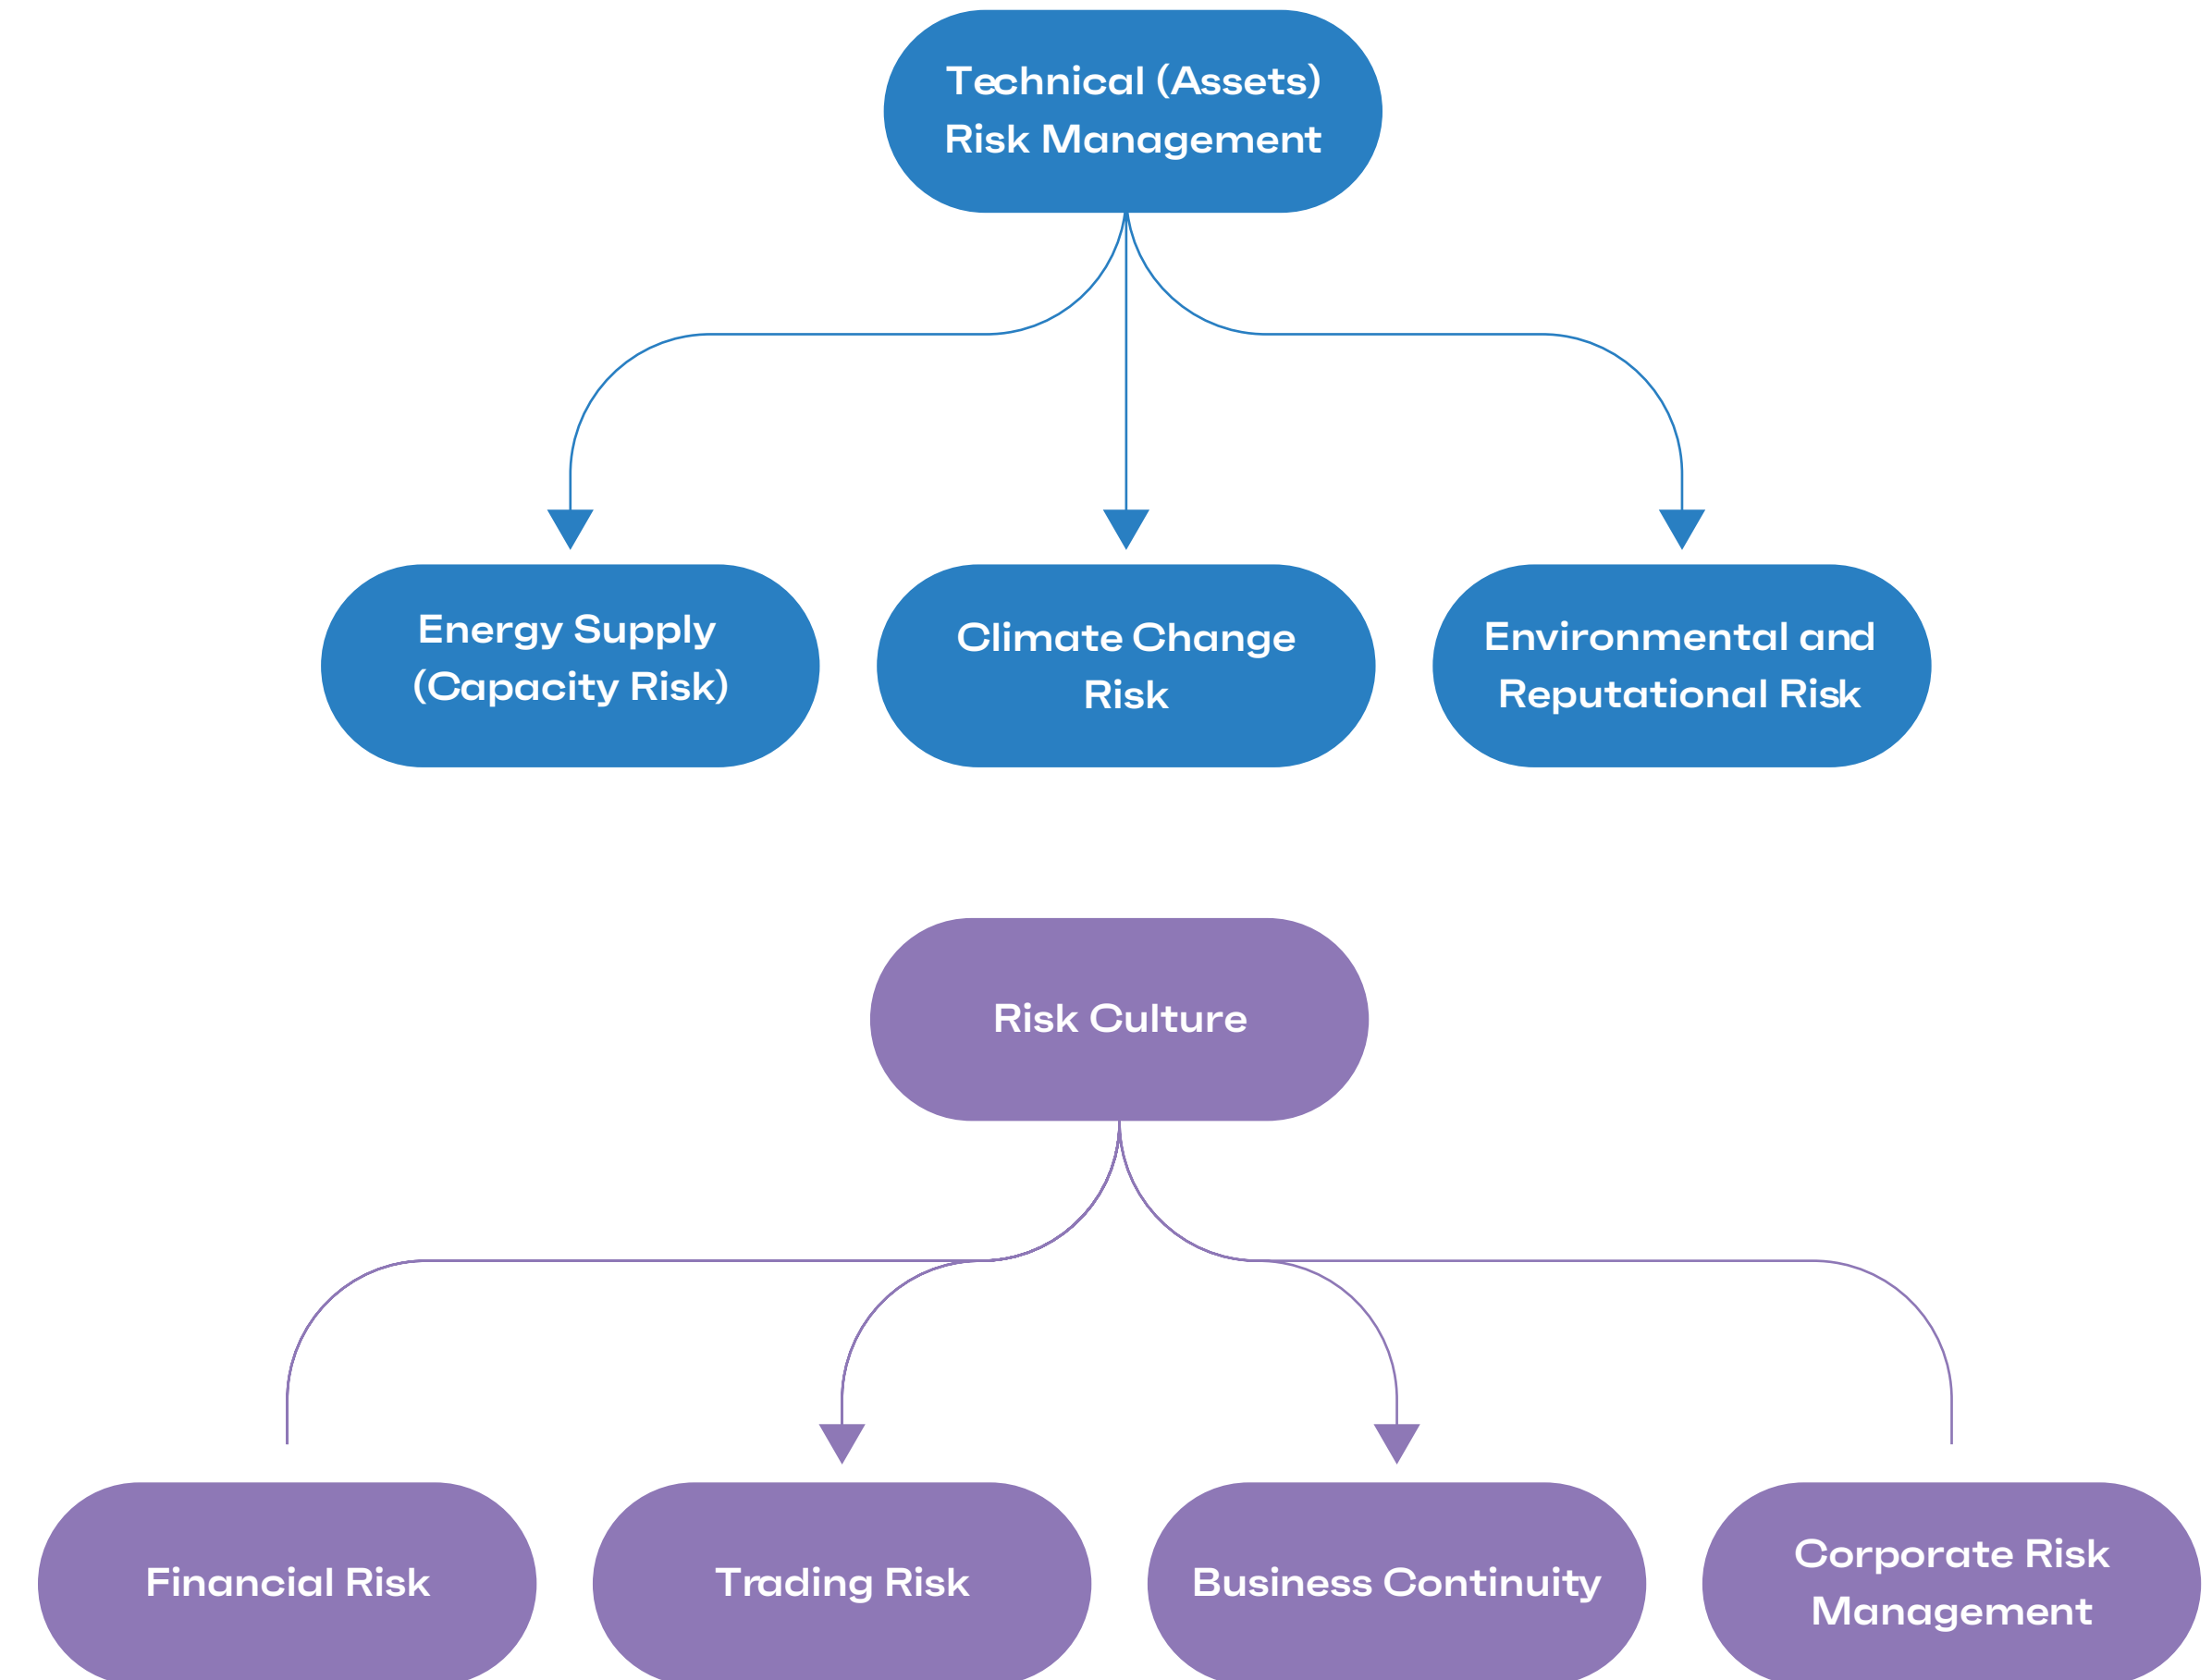 Technical (Assets)
Risk Management
Energy Supply
(Capacity Risk)
Climate Change
Risk
Environmental and
Reputational Risk
Risk Culture
Financial Risk
Trading Risk
Business Continuity
Corporate Risk
Management